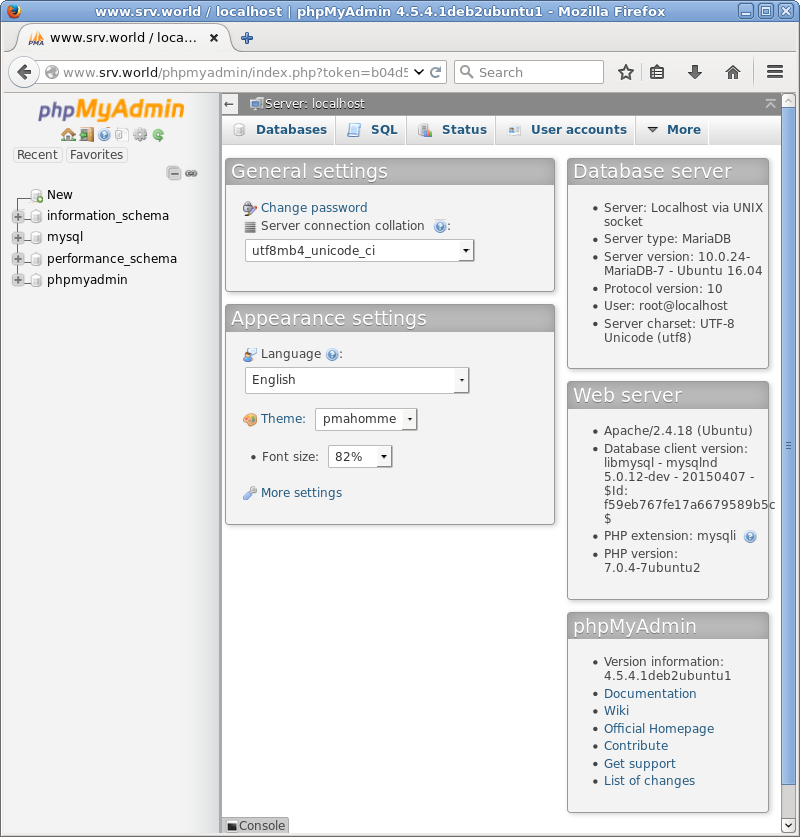 www.srv.world / localhost | phpMyAdmin 4.5.4.1deb2ubuntu1 - Mozilla Firefox
PMA www.srv.world / loca...
www.srv.world/phpmyadmin/index.php?token=b04d5
Search
phpMyAdmin
Recent Favorites
New
information_schema
mysql
performance_schema
phpmyadmin
Server: localhost
Databases SQL Status User accounts More
General settings
Change password
Server connection collation :
utf8mb4_unicode_ci
Appearance settings
Language :
English
Theme: pmahomme
Font size: 82%
More settings
Database server
Server: Localhost via UNIX
socket
Server type: MariaDB
Server version: 10.0.24-
MariaDB-7 - Ubuntu 16.04
Protocol version: 10
User: root@localhost
Server charset: UTF-8
Unicode (utf8)
Web server
Apache/2.4.18 (Ubuntu)
Database client version:
libmysql - mysqlnd
5.0.12-dev - 20150407 -
$Id:
f59eb767fe17a6679589b5c
$
PHP extension: mysqli
PHP version:
7.0.4-7ubuntu2
phpMyAdmin
Version information:
4.5.4.1deb2ubuntu1
Documentation
Wiki
Official Homepage
Contribute
Get support
List of changes
Console